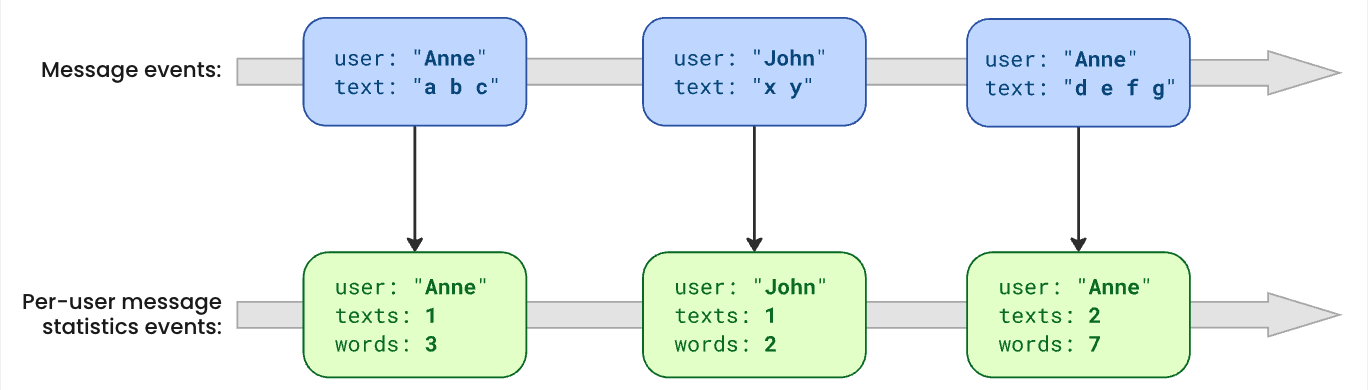 Message events:
user: "Anne"
text: "a b c"
user: "John"
text: "x y"
user: "Anne"
text: "d e f g"
Per-user message
statistics events:
user: "Anne"
texts: 1
words: 3
user: "John"
texts: 1
words: 2
user: "Anne"
texts: 2
words: 7